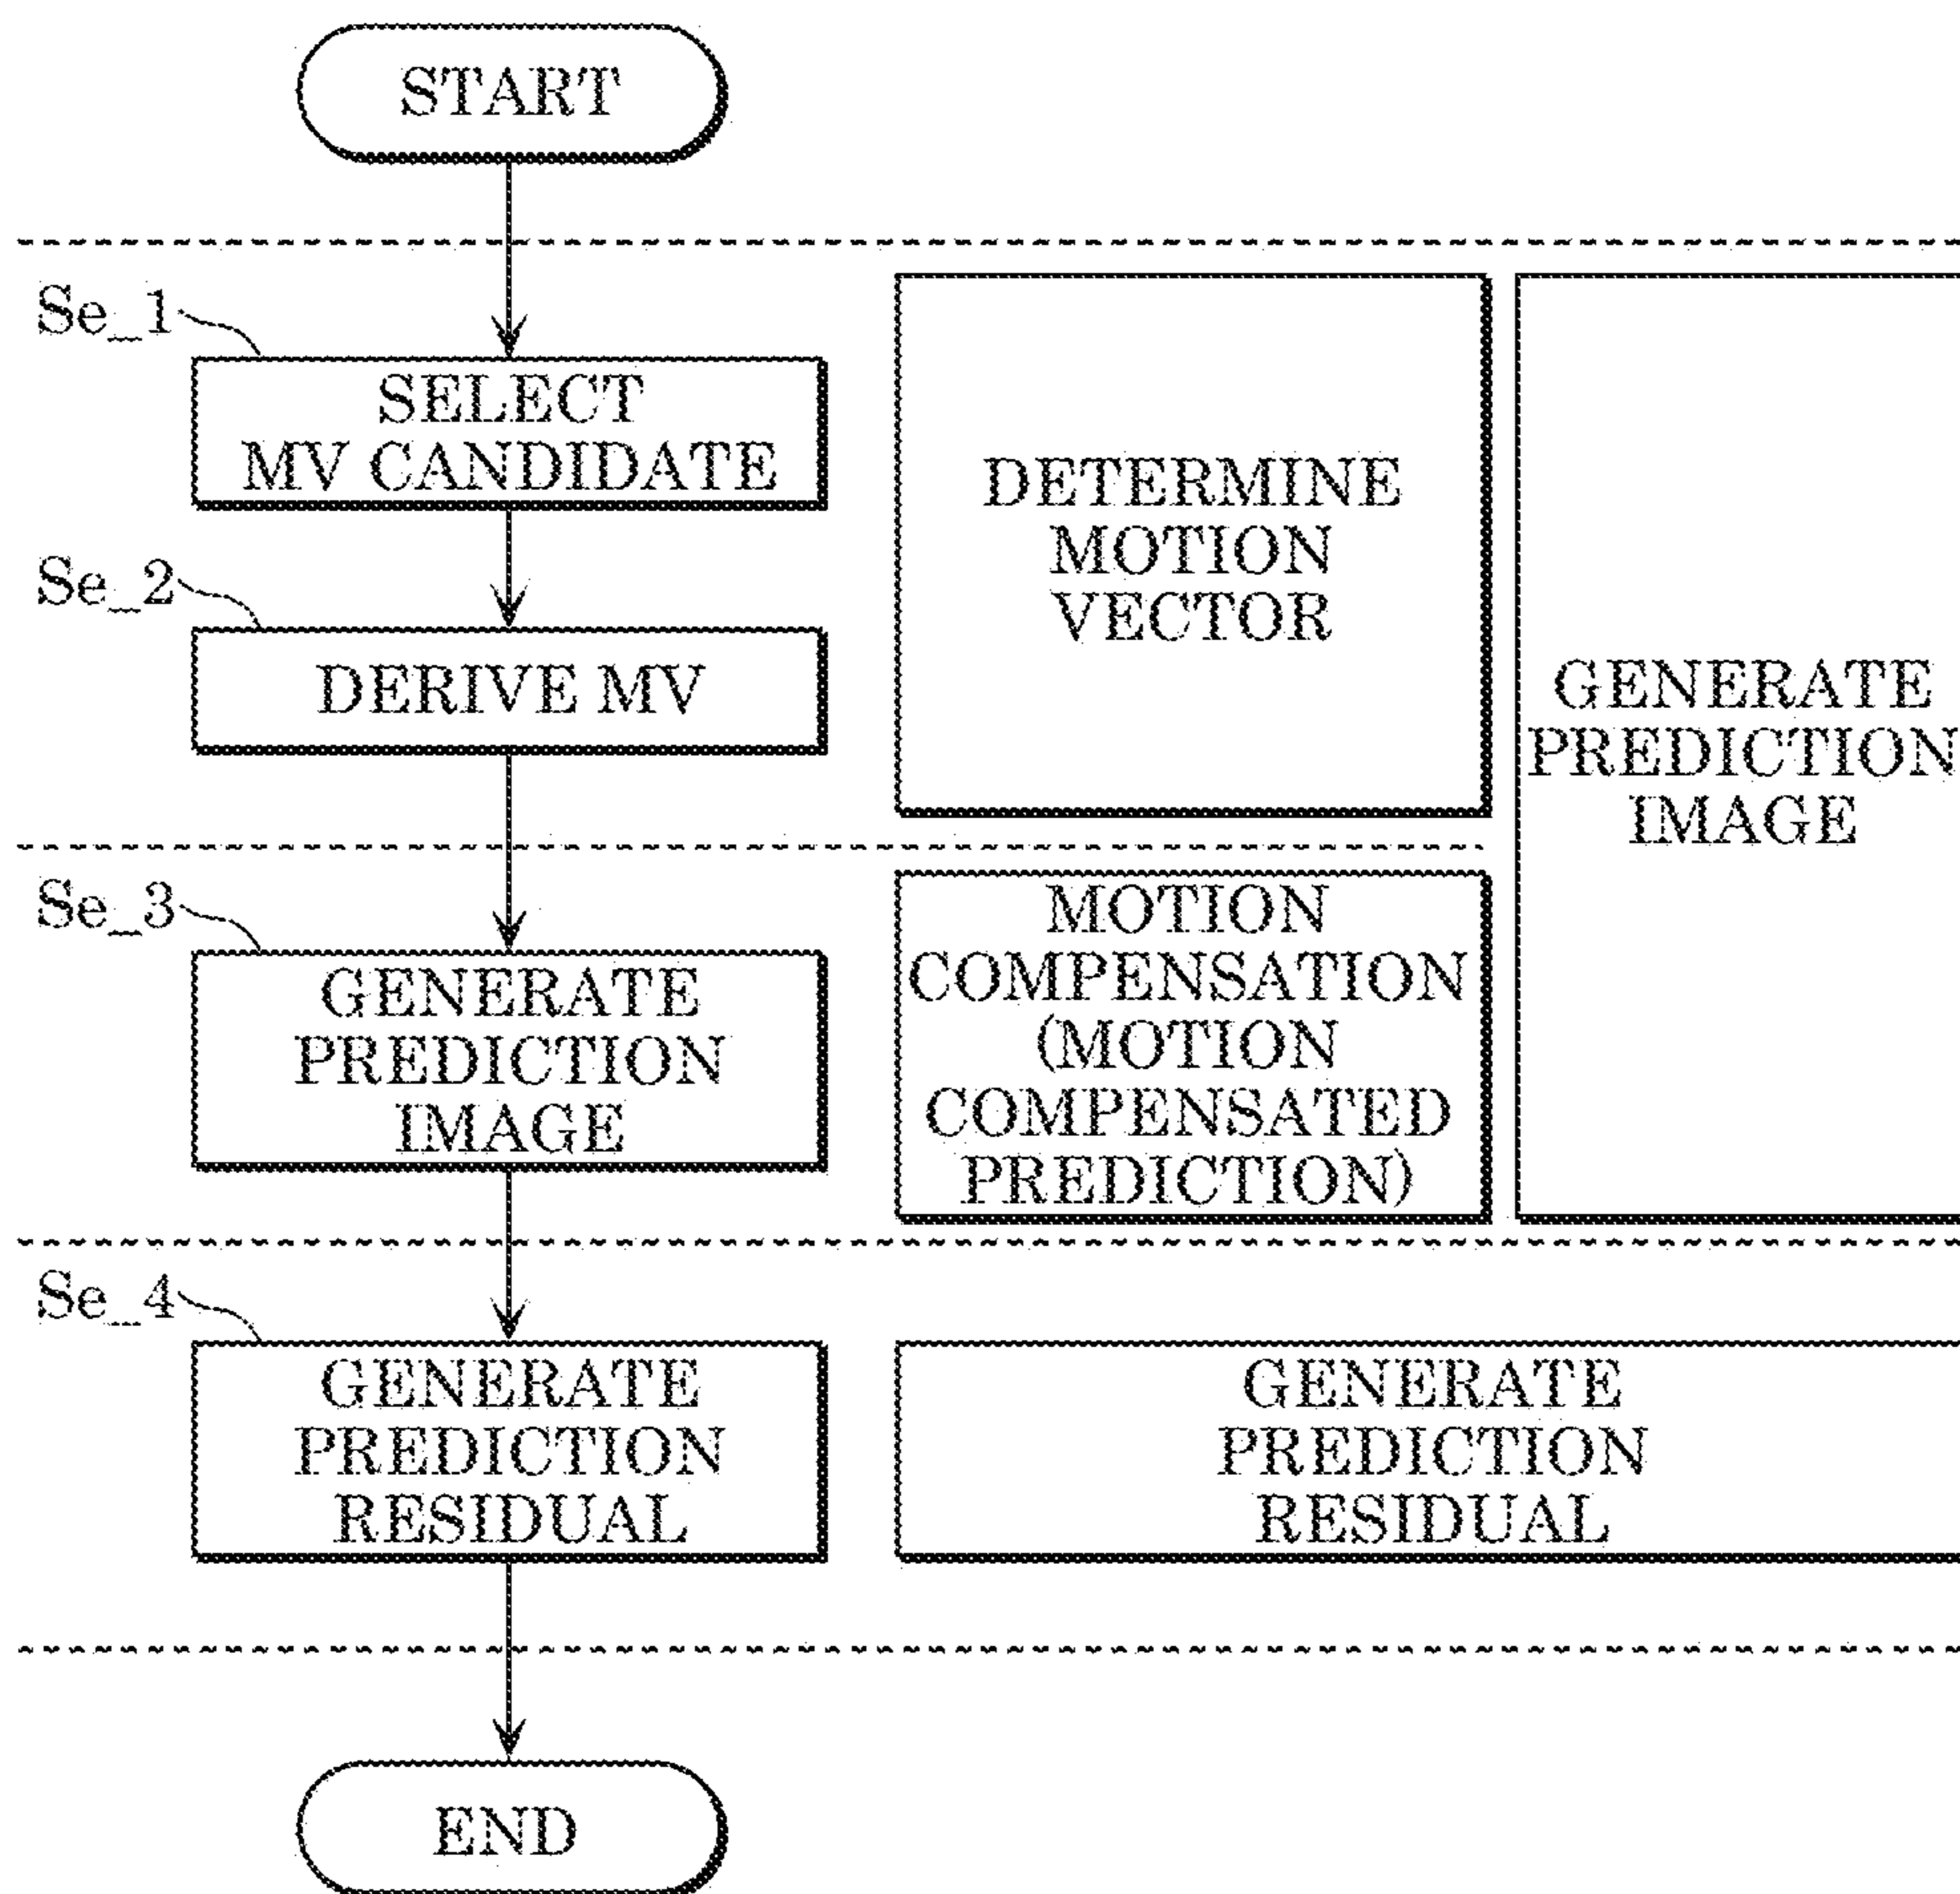 START
Se_1
SELECT
MV CANDIDATE
Se_2
DERIVE MV
DETERMINE
MOTION
VECTOR
GENERATE
PREDICTION
IMAGE
Se_3
GENERATE
PREDICTION
IMAGE
MOTION
COMPENSATION
(MOTION
COMPENSATED
PREDICTION)
Se_4
GENERATE
PREDICTION
RESIDUAL
GENERATE
PREDICTION
RESIDUAL
END